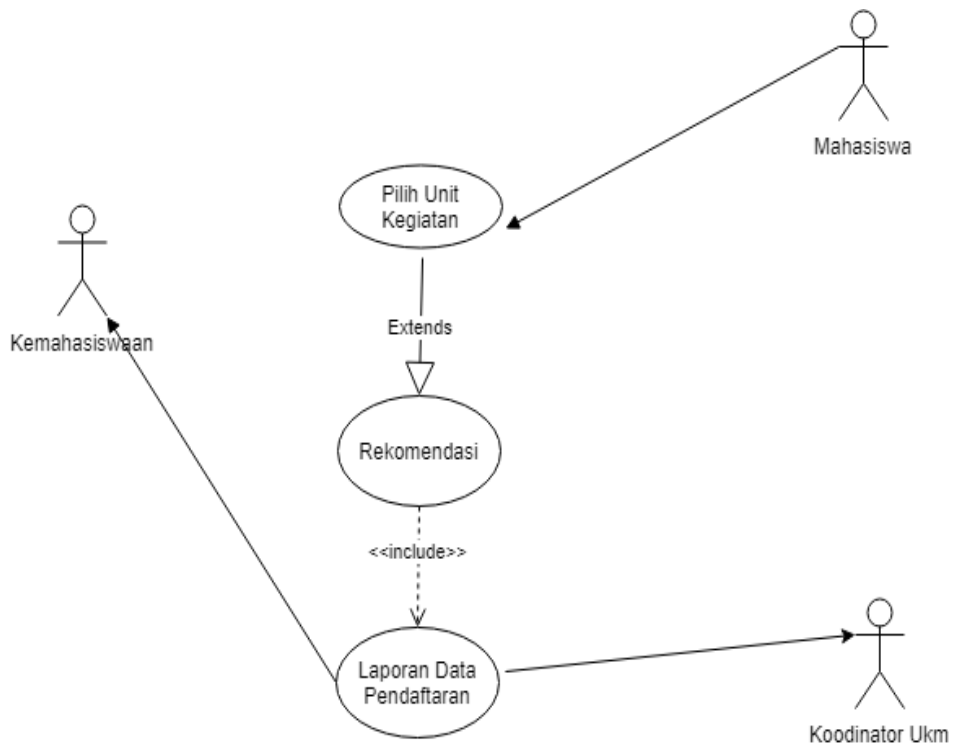 Mahasiswa
Pilih Unit
Kegiatan
Kemahasiswaan
Extends
Rekomendasi
<<include>>
Laporan Data
Pendaftaran
Koodinator Ukm